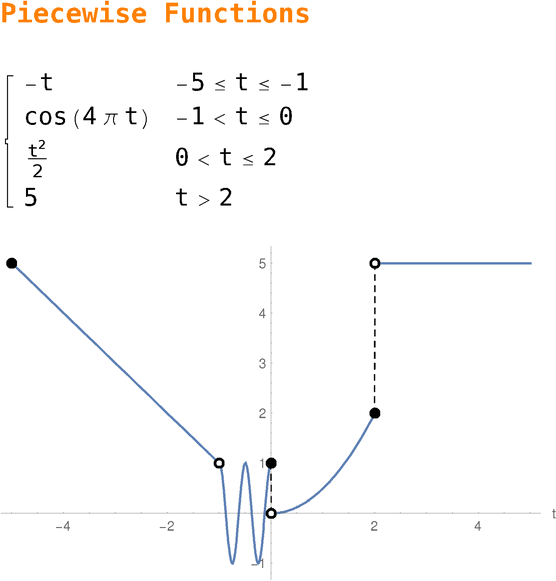 Piecewise Functions
-t -5 ≤ t ≤ -1
cos (4 π t) -1 < t ≤ 0
t²/2 0 < t ≤ 2
5 t > 2
5
4
3
2
1
-4 -2 2 4 t
-1